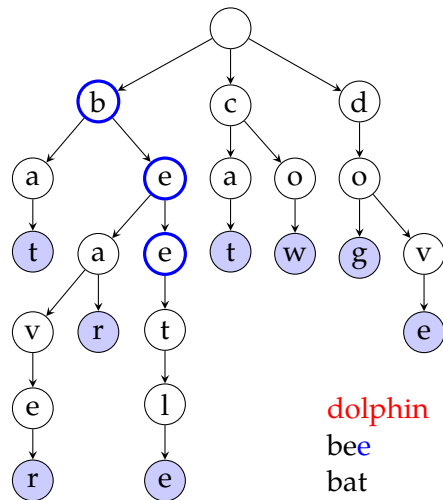 b c d
a e a o o
t a e t w g v
v r t e
e l
r e
dolphin
bee
bat